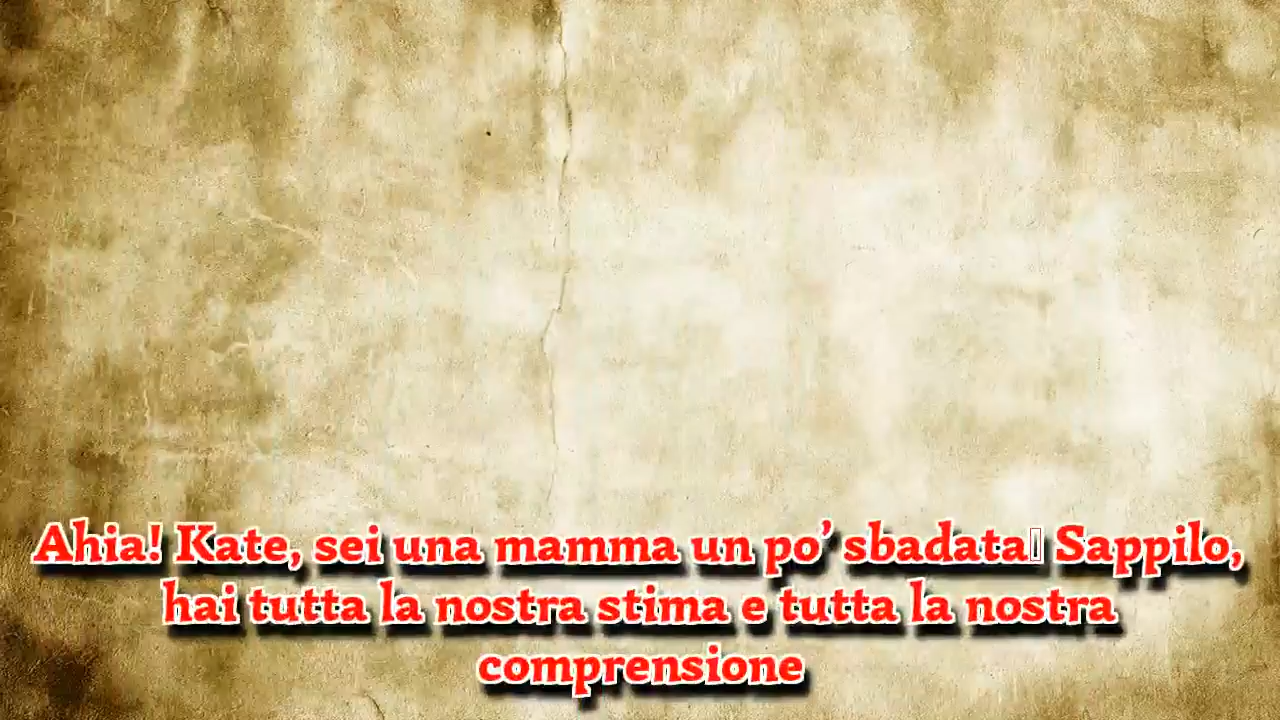 Ahia! Kate, sei una mamma un po’ sbadata▯ Sappilo,
hai tutta la nostra stima e tutta la nostra
comprensione